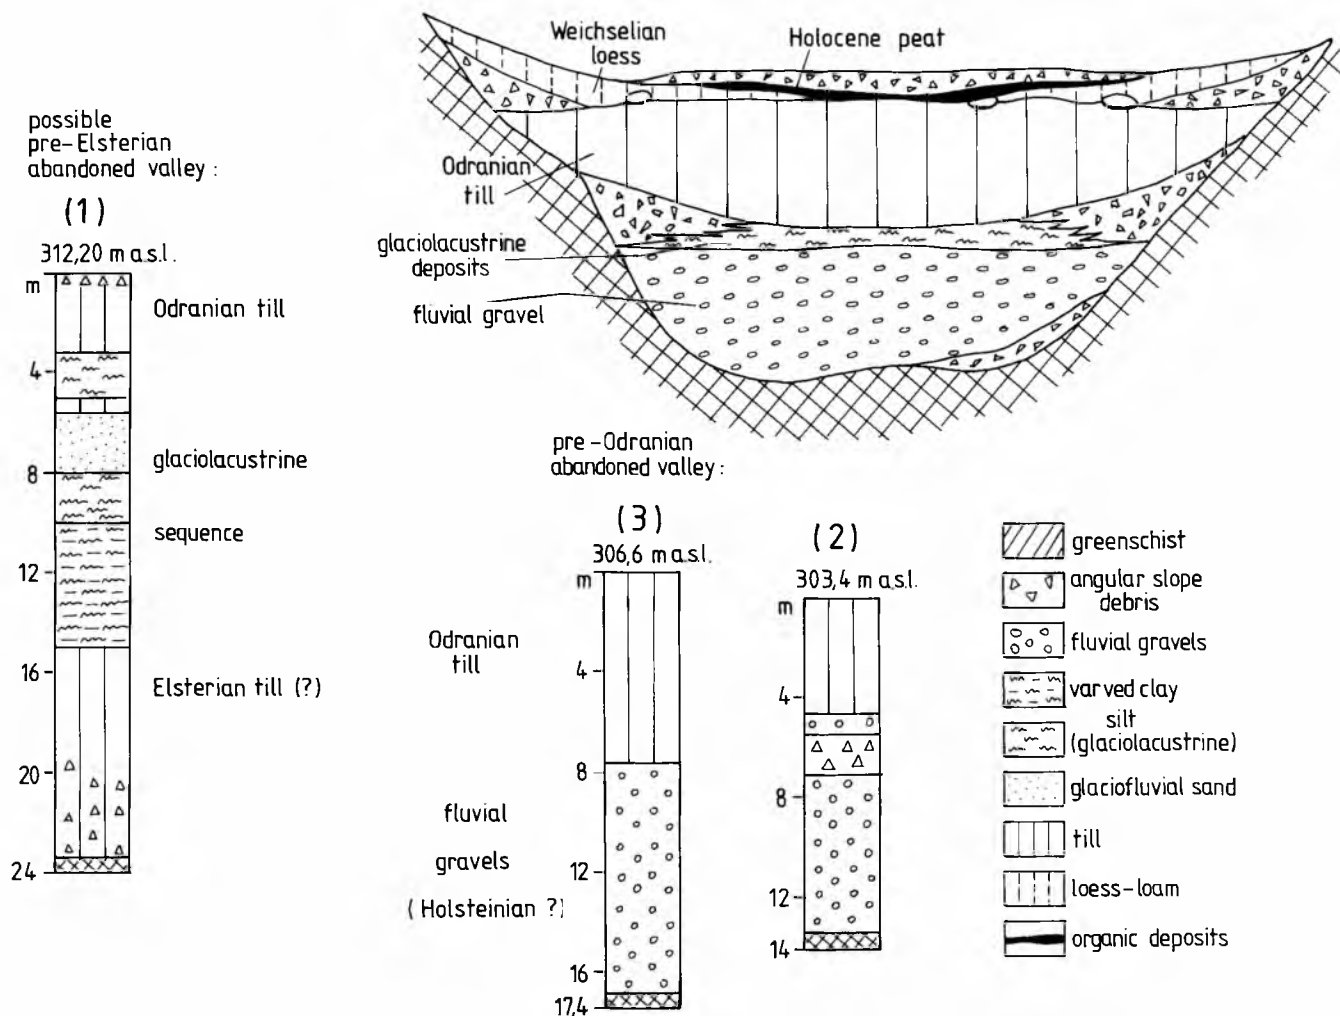 Weichselian
loess
Holocene peat
Odranian
till
glaciolacustrine
deposits
fluvial gravel
possible
pre-Elsterian
abandoned valley :
(1)
312,20 m a.s.l.
m
4
8
12
16
20
24
Odranian till
glaciolacustrine
sequence
Elsterian till (?)
pre-Odranian
abandoned valley :
(3)
306,6 m a.s.l.
m
4
8
12
16
17,4
Odranian
till
fluvial
gravels
( Holsteinian ?)
(2)
303,4 m a.s.l.
m
4
8
12
14
greenschist
angular slope
debris
fluvial gravels
varved clay
silt
(glaciolacustrine)
glaciofluvial sand
till
loess-loam
organic deposits